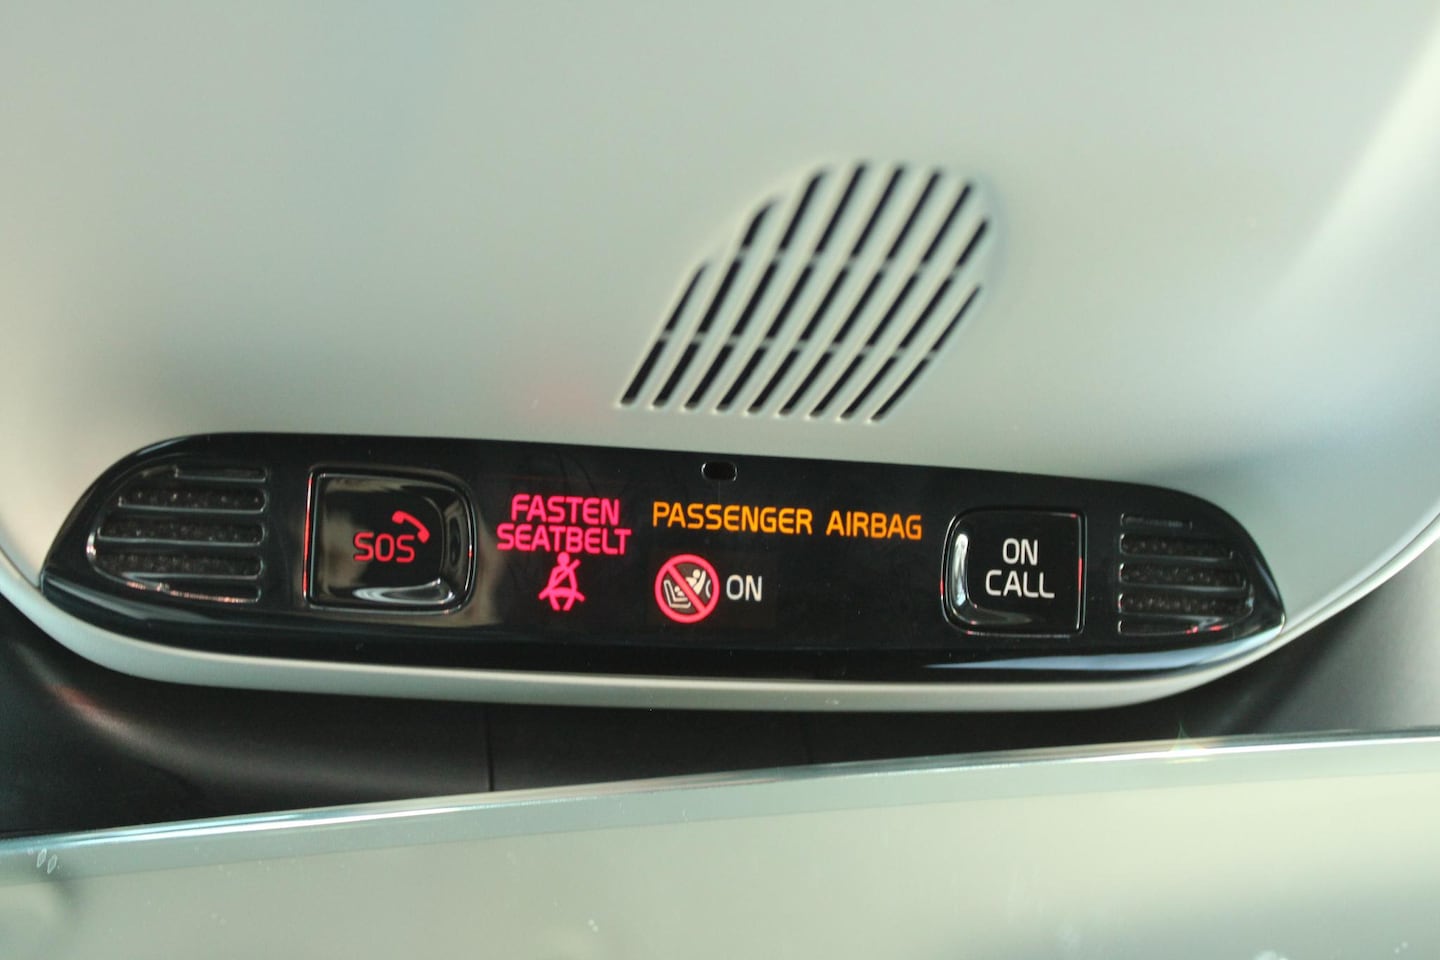 SOS
FASTEN
SEATBELT
PASSENGER AIRBAG
ON
ON
CALL